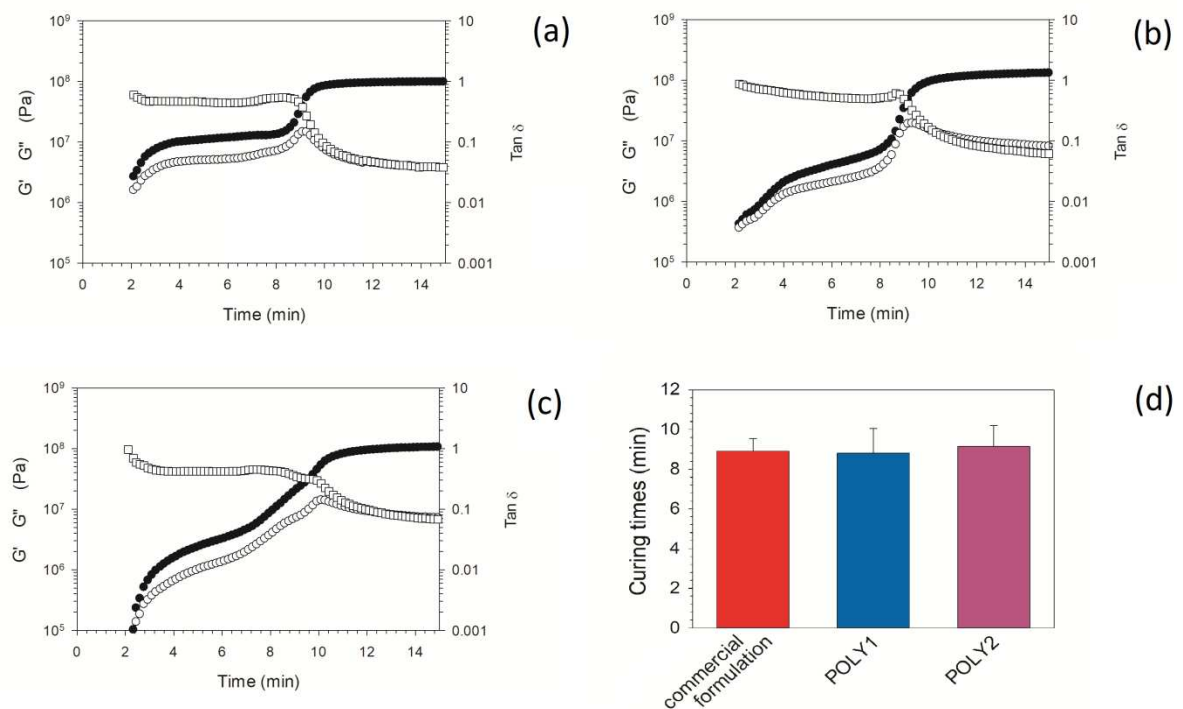 (a)
10⁹
10⁸
10⁷
10⁶
10⁵
G' G'' (Pa)
10
1
0.1
0.01
0.001
Tan δ
0 2 4 6 8 10 12 14
Time (min)
(b)
10⁹
10⁸
10⁷
10⁶
10⁵
G' G'' (Pa)
10
1
0.1
0.01
0.001
Tan δ
0 2 4 6 8 10 12 14
Time (min)
(c)
10⁹
10⁸
10⁷
10⁶
10⁵
G' G'' (Pa)
10
1
0.1
0.01
0.001
Tan δ
0 2 4 6 8 10 12 14
Time (min)
(d)
12
10
8
6
4
2
0
Curing times (min)
commercial
formulation
POLY1
POLY2